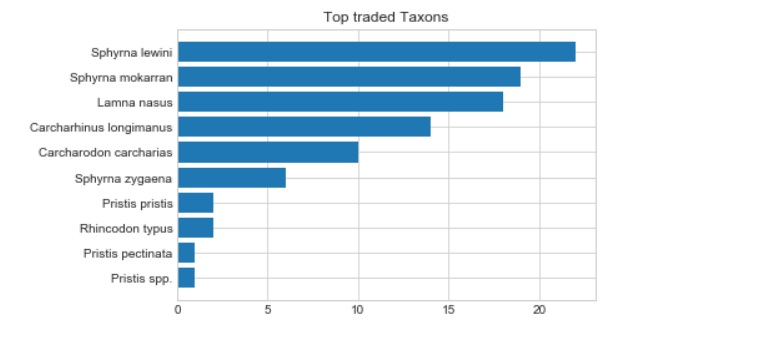 Top traded Taxons
Sphyrna lewini
Sphyrna mokarran
Lamna nasus
Carcharhinus longimanus
Carcharodon carcharias
Sphyrna zygaena
Pristis pristis
Rhincodon typus
Pristis pectinata
Pristis spp.
0 5 10 15 20